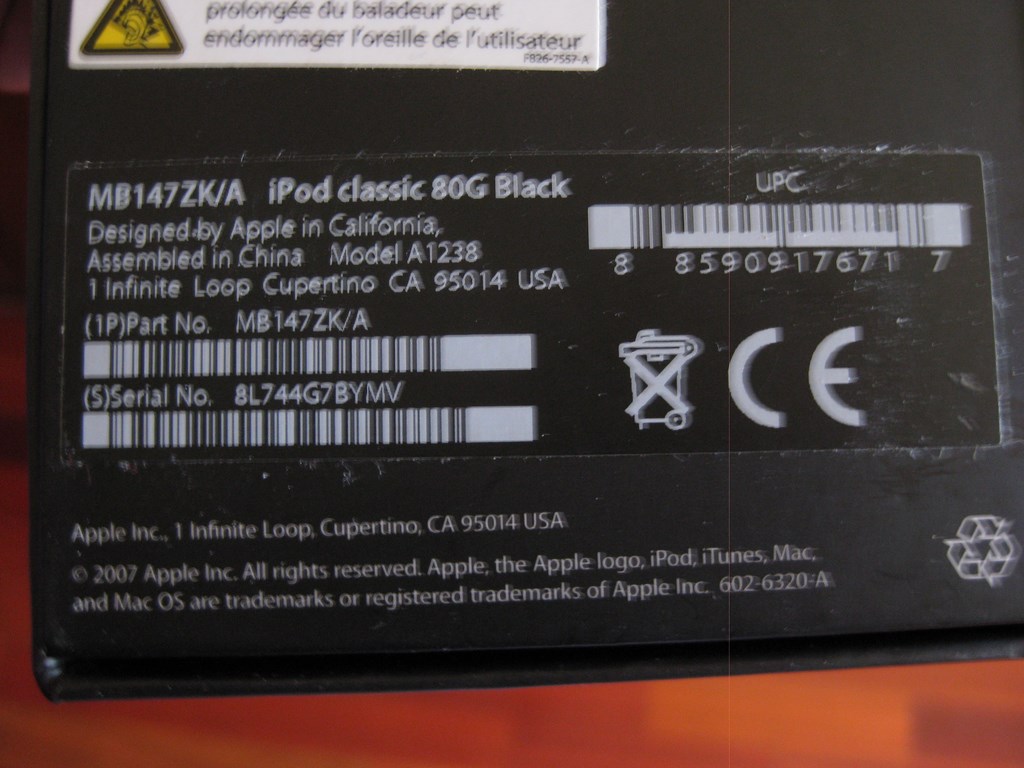 prolongée du baladeur peut
endommager l'oreille de l'utilisateur
F826-7557-A
MB147ZK/A iPod classic 80G Black
Designed by Apple in California,
Assembled in China Model A1238
1 Infinite Loop Cupertino CA 95014 USA
(1P)Part No. MB147ZK/A
(S)Serial No. 8L744G7BYMV
UPC
8 8590917671 7
CE
Apple Inc., 1 Infinite Loop, Cupertino, CA 95014 USA
© 2007 Apple Inc. All rights reserved. Apple, the Apple logo, iPod, iTunes, Mac,
and Mac OS are trademarks or registered trademarks of Apple Inc. 602-6320-A